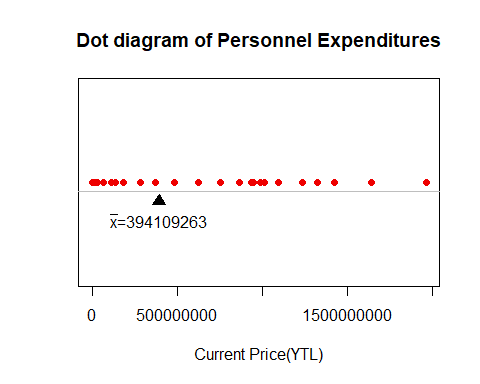 Dot diagram of Personnel Expenditures
x̅=394109263
0 500000000 1500000000
Current Price(YTL)